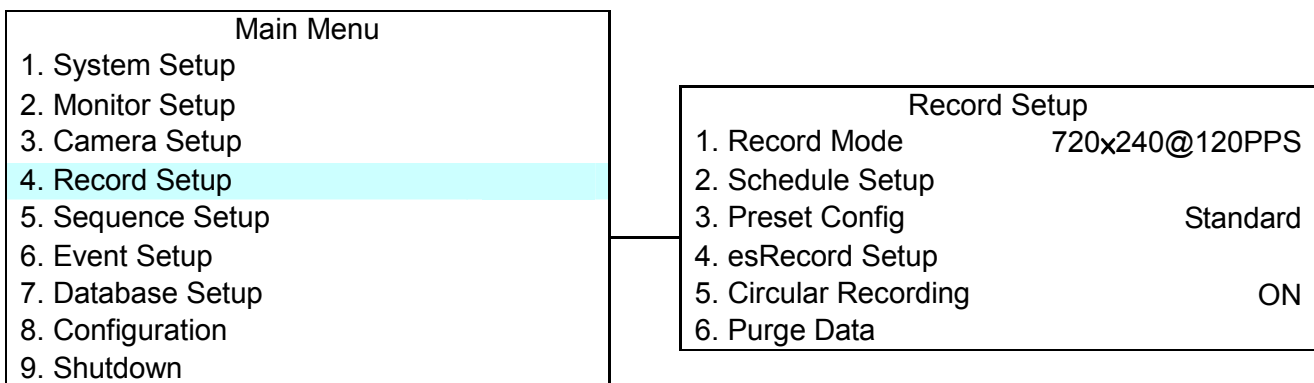 Main Menu
1. System Setup
2. Monitor Setup
3. Camera Setup
4. Record Setup
5. Sequence Setup
6. Event Setup
7. Database Setup
8. Configuration
9. Shutdown
Record Setup
1. Record Mode 720x240@120PPS
2. Schedule Setup
3. Preset Config Standard
4. esRecord Setup
5. Circular Recording ON
6. Purge Data